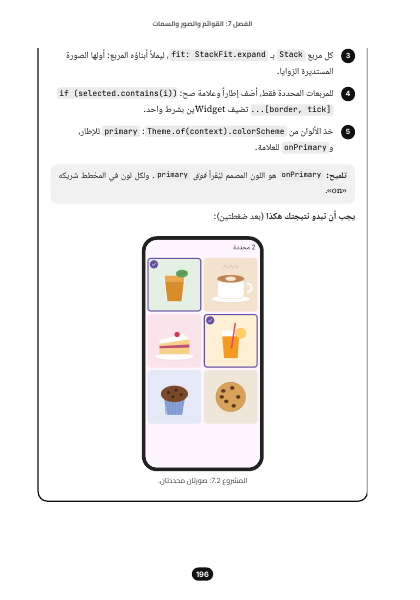 الفصل 7: القوائم والصور والسمات
3 كل مربع Stack بـ fit: StackFit.expand، ليملأ أبناؤه المربع: أولها الصورة
المستديرة الزوايا.
4 للمربعات المحددة فقط، أضف إطاراً وعلامة صح: if (selected.contains(i))
...[border, tick] تضيف Widgetين بشرط واحد.
5 خذ الألوان من Theme.of(context).colorScheme: primary للإطار،
و onPrimary للعلامة.
تلميح: onPrimary هو اللون المصمم ليُقرأ فوق primary. ولكل لون في المخطط شريكه
«on».
يجب أن تبدو نتيجتك هكذا (بعد ضغطتين):
2 محددة
المشروع 7.2: صورتان محددتان.
196